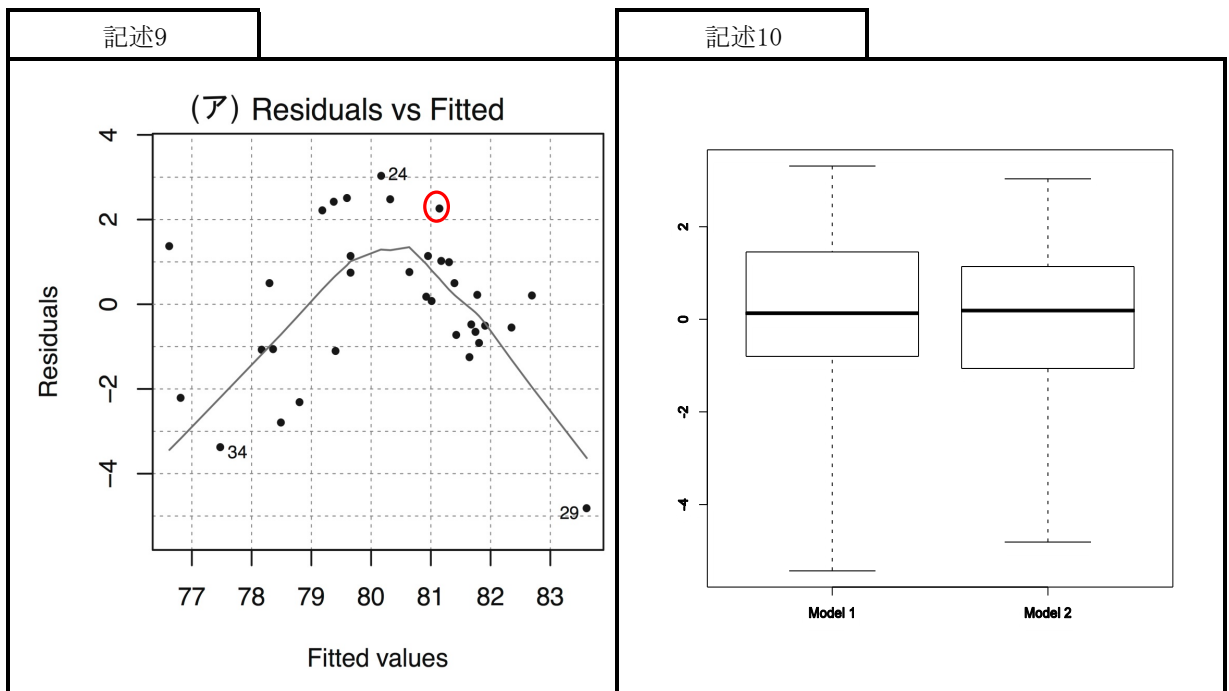 記述9
記述10
(ア) Residuals vs Fitted
4
2
0
-2
-4
Residuals
24
34
29
77 78 79 80 81 82 83
Fitted values
2
0
-2
-4
Model 1 Model 2